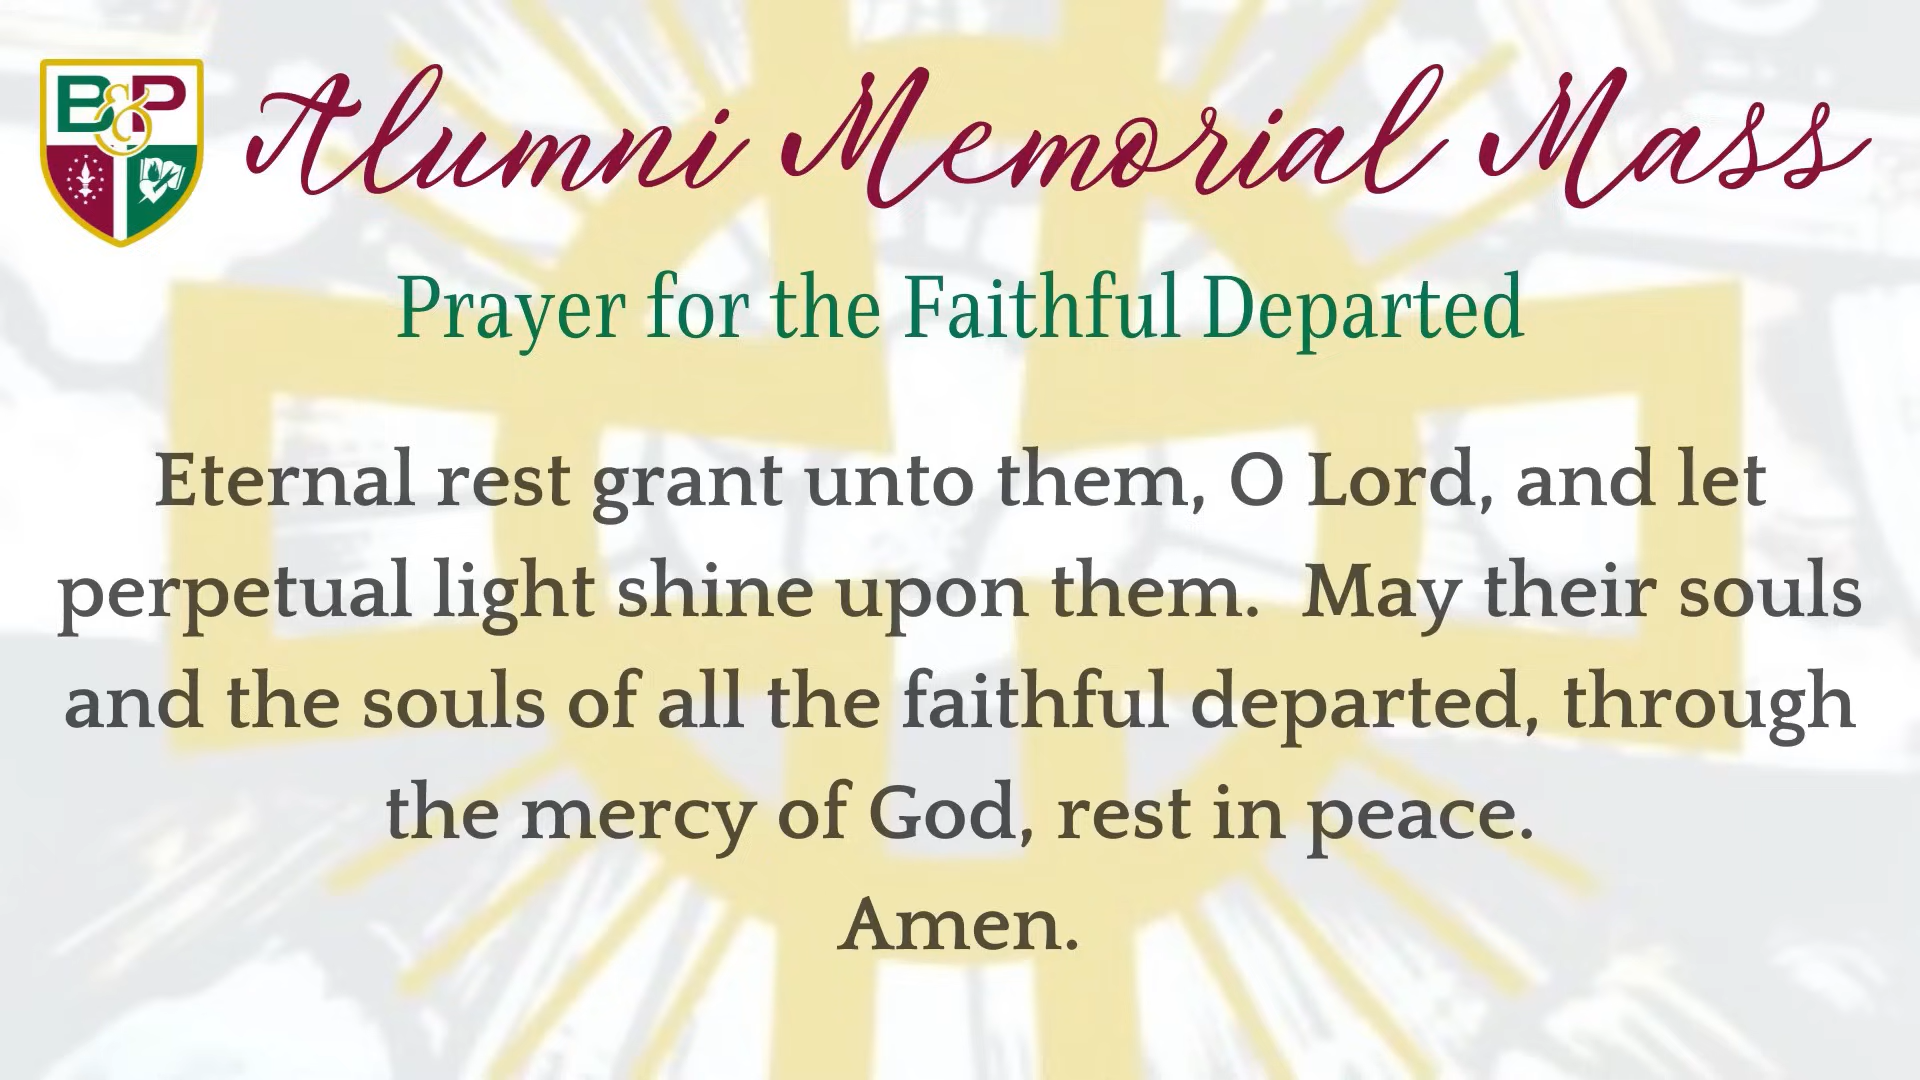 B&P
Alumni Memorial Mass
Prayer for the Faithful Departed
Eternal rest grant unto them, O Lord, and let
perpetual light shine upon them.  May their souls
and the souls of all the faithful departed, through
the mercy of God, rest in peace.
Amen.